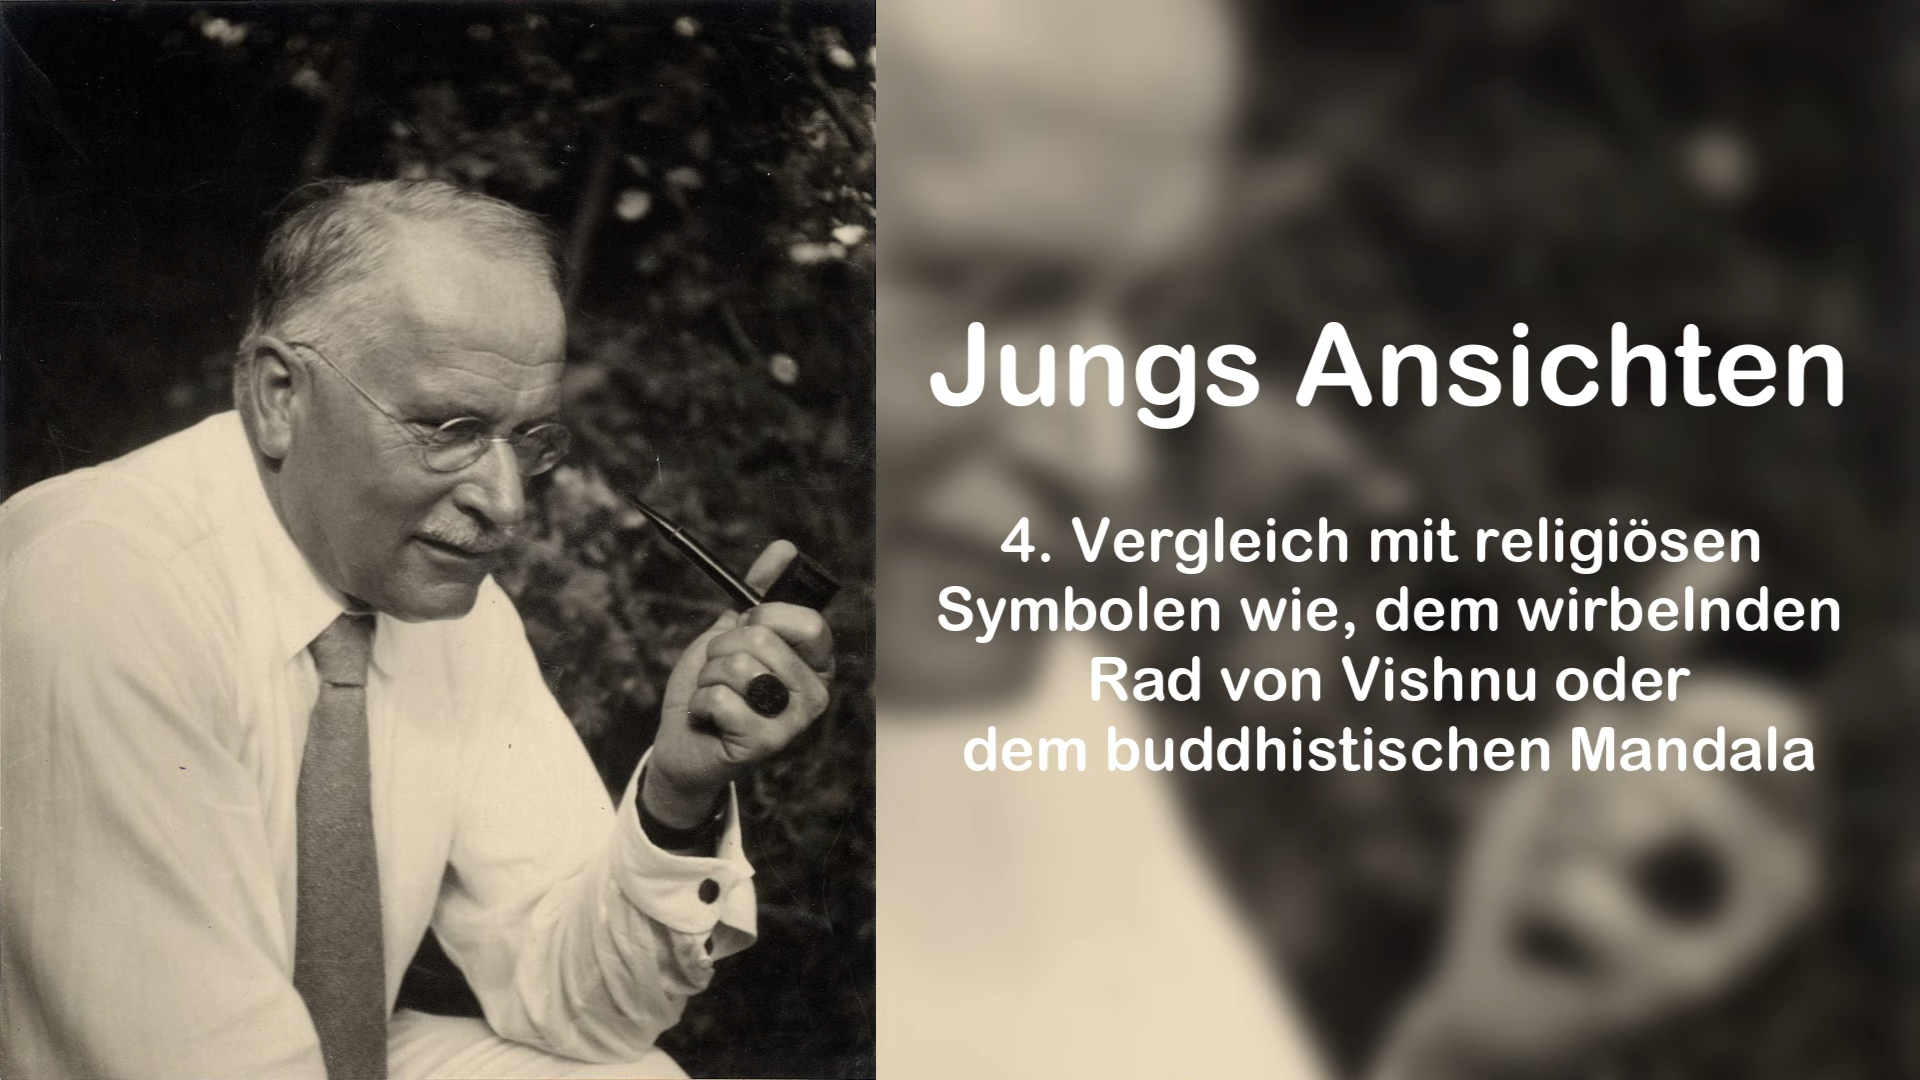 Jungs Ansichten
4. Vergleich mit religiösen
Symbolen wie, dem wirbelnden
Rad von Vishnu oder
dem buddhistischen Mandala